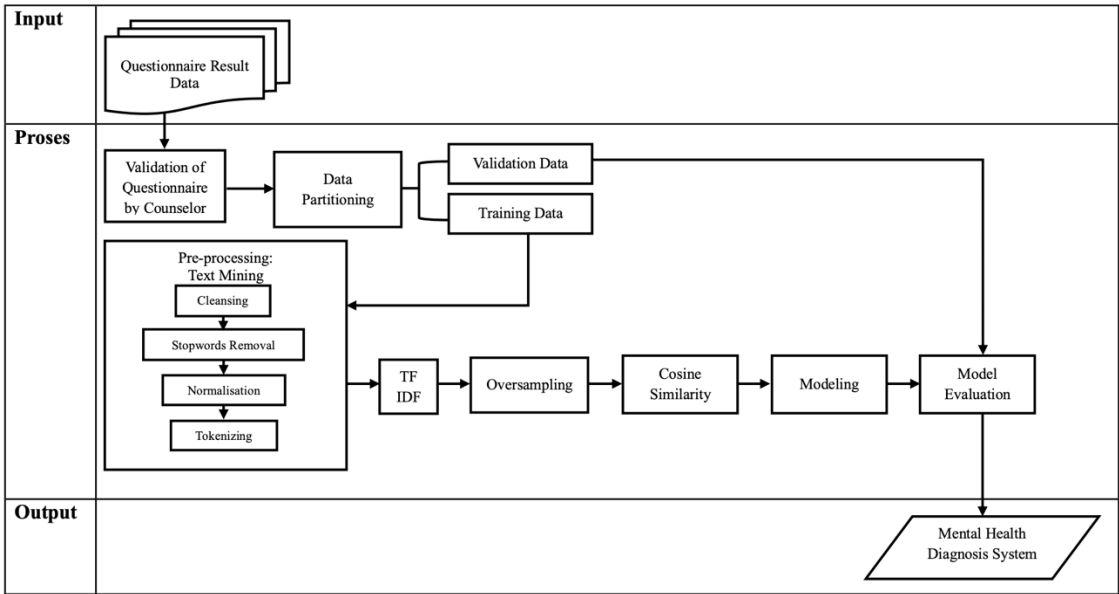 Input
Questionnaire Result
Data
Proses
Validation of
Questionnaire
by Counselor
Data
Partitioning
Validation Data
Training Data
Pre-processing:
Text Mining
Cleansing
Stopwords Removal
Normalisation
Tokenizing
TF
IDF
Oversampling
Cosine
Similarity
Modeling
Model
Evaluation
Output
Mental Health
Diagnosis System